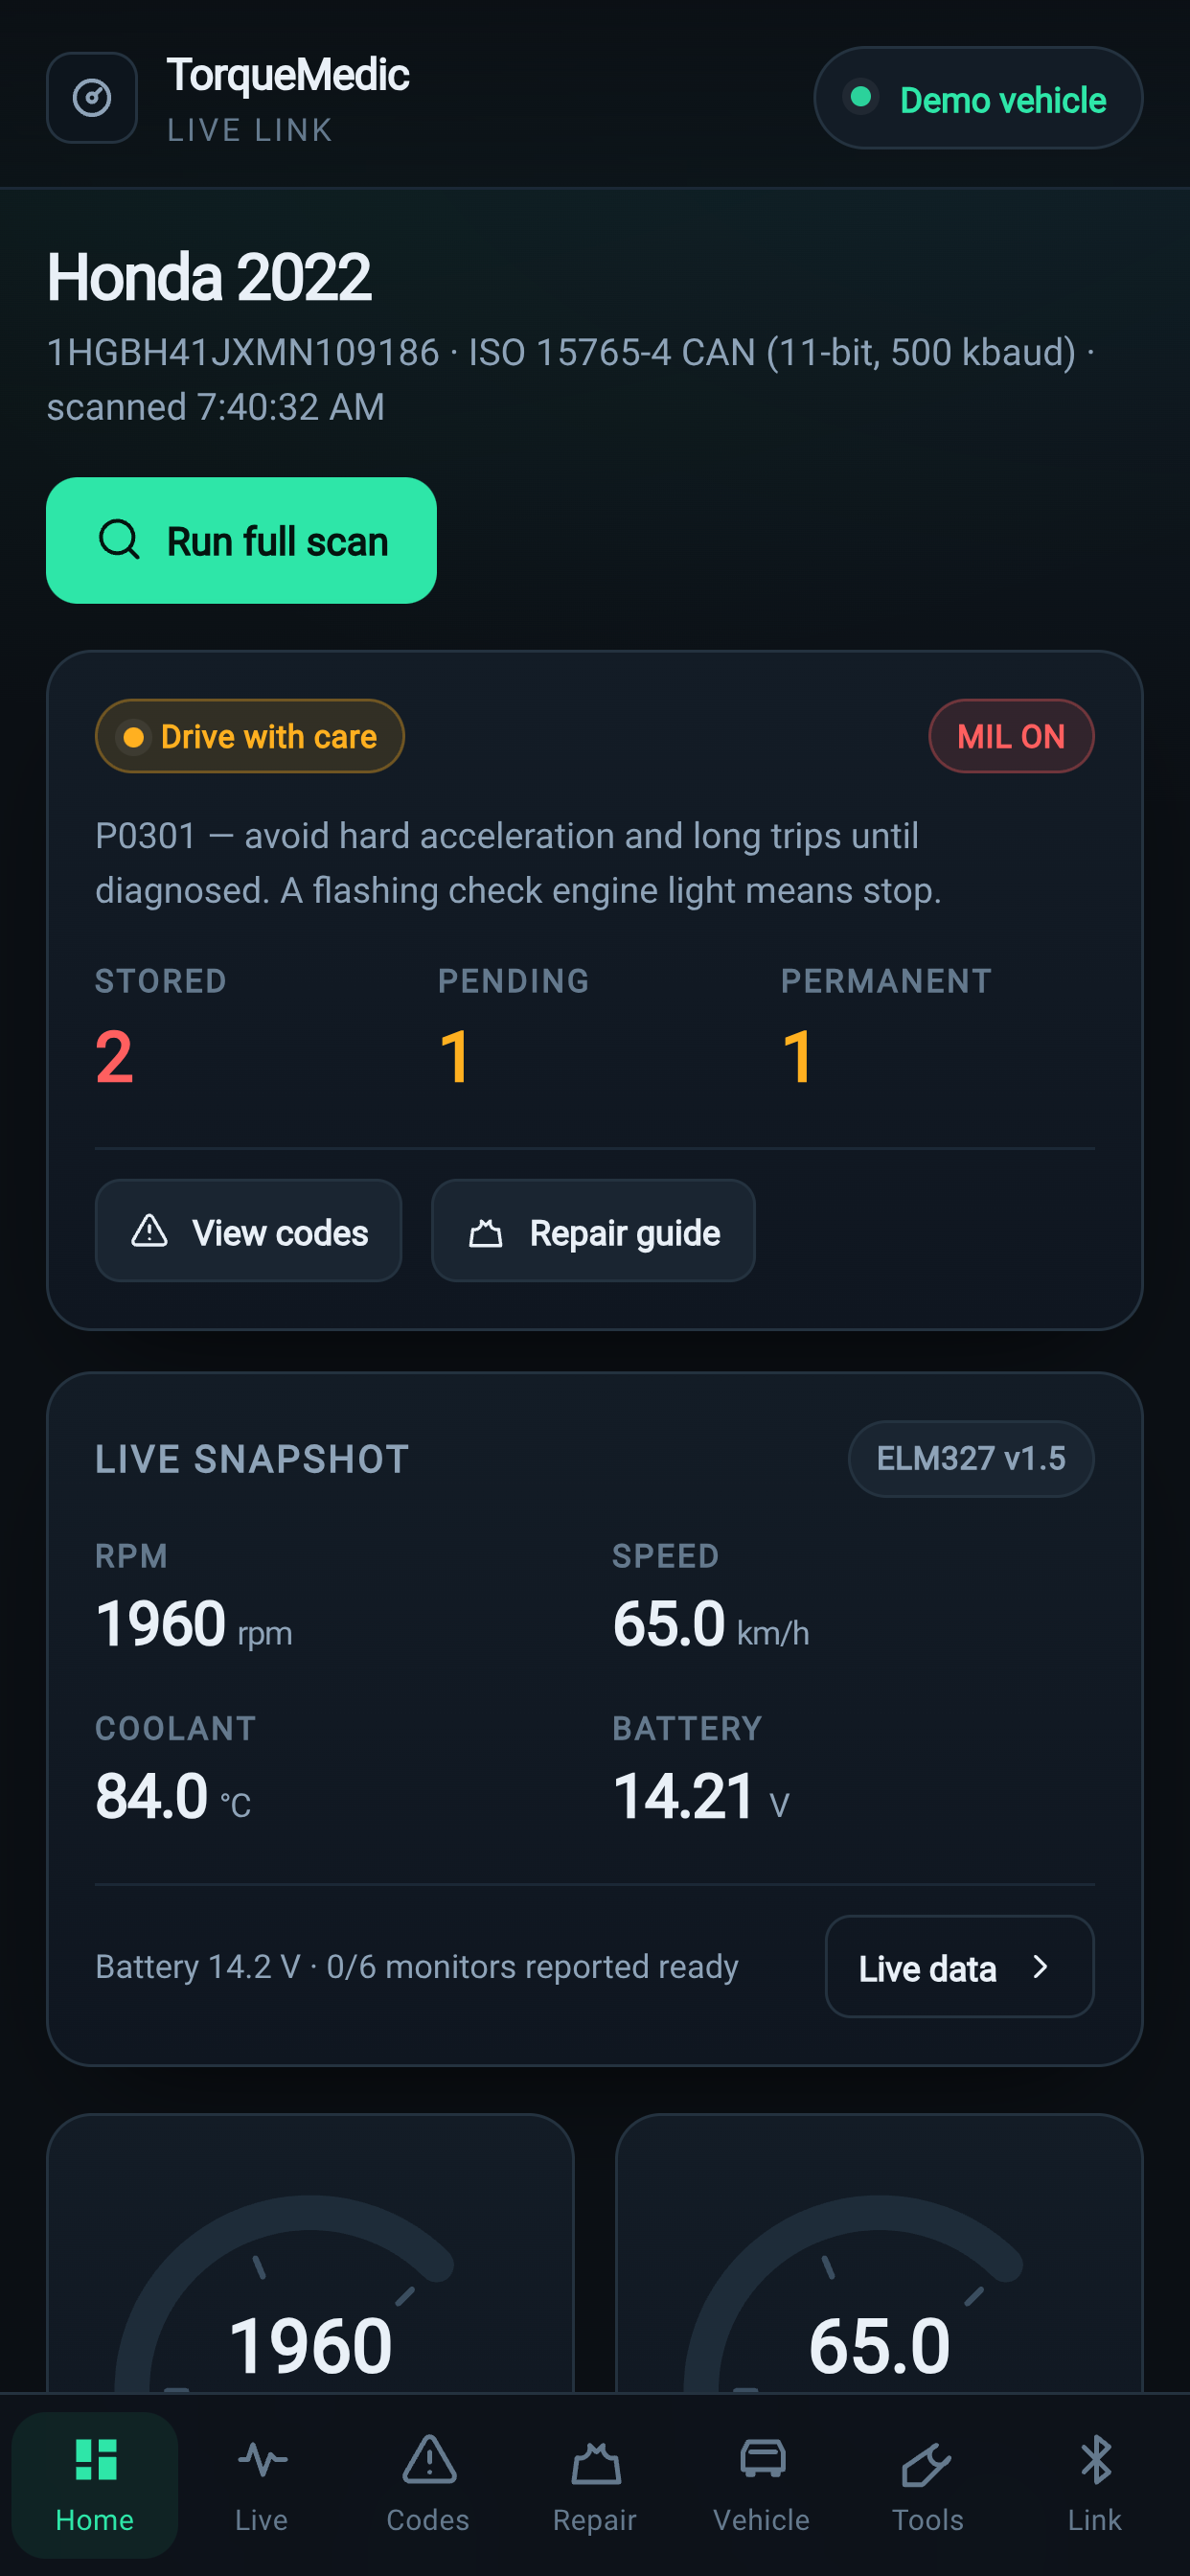 TorqueMedic
LIVE LINK
Demo vehicle
Honda 2022
1HGBH41JXMN109186 · ISO 15765-4 CAN (11-bit, 500 kbaud) ·
scanned 7:40:32 AM
Run full scan
Drive with care
MIL ON
P0301 — avoid hard acceleration and long trips until
diagnosed. A flashing check engine light means stop.
STORED PENDING PERMANENT
2 1 1
View codes Repair guide
LIVE SNAPSHOT
ELM327 v1.5
RPM SPEED
1960 rpm 65.0 km/h
COOLANT BATTERY
84.0 °C 14.21 V
Battery 14.2 V · 0/6 monitors reported ready
Live data
1960 65.0
Home Live Codes Repair Vehicle Tools Link